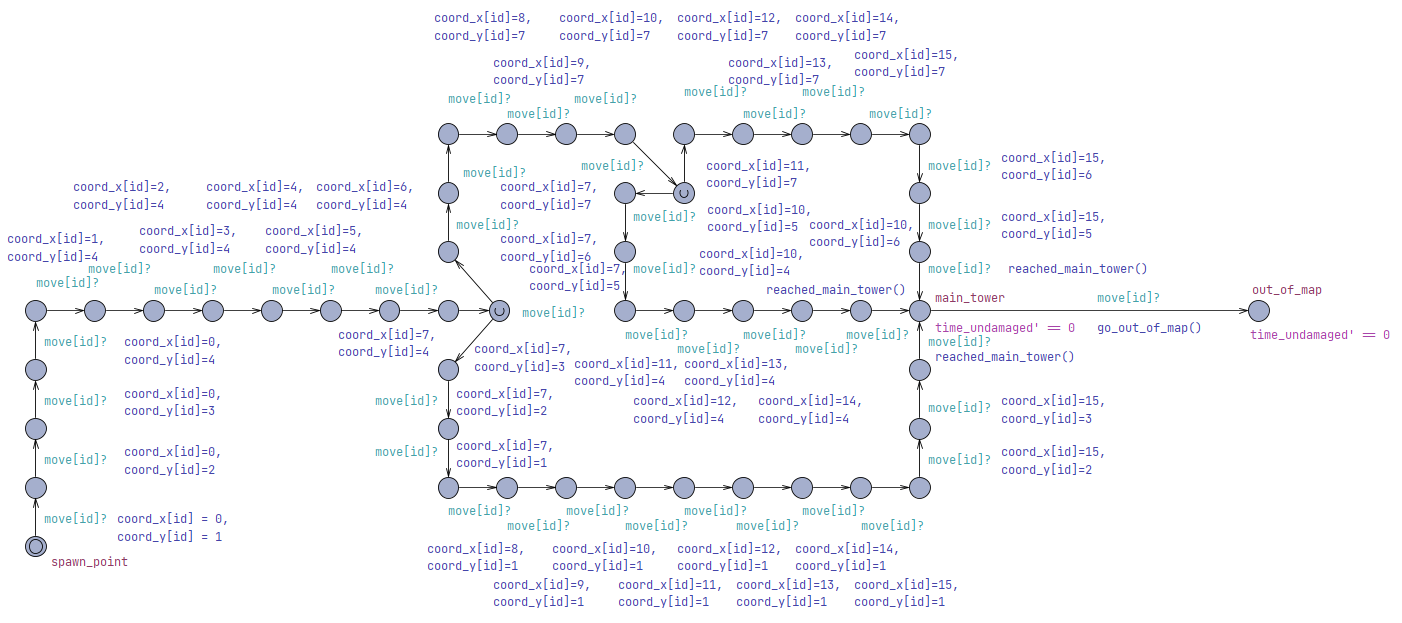 coord_x[id]=8,
coord_y[id]=7
coord_x[id]=10,
coord_y[id]=7
coord_x[id]=12,
coord_y[id]=7
coord_x[id]=14,
coord_y[id]=7
coord_x[id]=9,
coord_y[id]=7
coord_x[id]=13,
coord_y[id]=7
coord_x[id]=15,
coord_y[id]=7
move[id]?
move[id]?
move[id]?
move[id]?
move[id]?
move[id]?
move[id]?
move[id]?
move[id]?
coord_x[id]=11,
coord_y[id]=7
move[id]?
coord_x[id]=15,
coord_y[id]=6
coord_x[id]=2,
coord_y[id]=4
coord_x[id]=4,
coord_y[id]=4
coord_x[id]=6,
coord_y[id]=4
move[id]?
coord_x[id]=7,
coord_y[id]=7
coord_x[id]=1,
coord_y[id]=4
coord_x[id]=3,
coord_y[id]=4
coord_x[id]=5,
coord_y[id]=4
move[id]?
coord_x[id]=7,
coord_y[id]=6
move[id]?
coord_x[id]=10,
coord_y[id]=5
coord_x[id]=10,
coord_y[id]=6
move[id]?
coord_x[id]=15,
coord_y[id]=5
move[id]?
move[id]?
move[id]?
coord_x[id]=7,
coord_y[id]=5
move[id]?
coord_x[id]=10,
coord_y[id]=4
move[id]?
reached_main_tower()
move[id]?
move[id]?
move[id]?
move[id]?
reached_main_tower()
main_tower
move[id]?
out_of_map
move[id]?
time_undamaged' == 0
go_out_of_map()
time_undamaged' == 0
move[id]?
coord_x[id]=0,
coord_y[id]=4
coord_x[id]=7,
coord_y[id]=4
coord_x[id]=7,
coord_y[id]=3
move[id]?
move[id]?
move[id]?
move[id]?
move[id]?
move[id]?
reached_main_tower()
coord_x[id]=11,
coord_y[id]=4
coord_x[id]=13,
coord_y[id]=4
move[id]?
coord_x[id]=0,
coord_y[id]=3
move[id]?
coord_x[id]=7,
coord_y[id]=2
coord_x[id]=12,
coord_y[id]=4
coord_x[id]=14,
coord_y[id]=4
move[id]?
coord_x[id]=15,
coord_y[id]=3
move[id]?
coord_x[id]=0,
coord_y[id]=2
move[id]?
coord_x[id]=7,
coord_y[id]=1
move[id]?
coord_x[id]=15,
coord_y[id]=2
move[id]?
coord_x[id] = 0,
coord_y[id] = 1
move[id]?
move[id]?
move[id]?
move[id]?
move[id]?
move[id]?
move[id]?
move[id]?
spawn_point
coord_x[id]=8,
coord_y[id]=1
coord_x[id]=10,
coord_y[id]=1
coord_x[id]=12,
coord_y[id]=1
coord_x[id]=14,
coord_y[id]=1
coord_x[id]=9,
coord_y[id]=1
coord_x[id]=11,
coord_y[id]=1
coord_x[id]=13,
coord_y[id]=1
coord_x[id]=15,
coord_y[id]=1